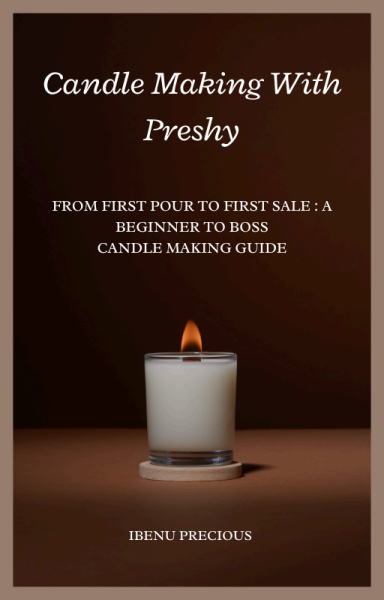 Candle Making With
Preshy
FROM FIRST POUR TO FIRST SALE : A
BEGINNER TO BOSS
CANDLE MAKING GUIDE
IBENU PRECIOUS